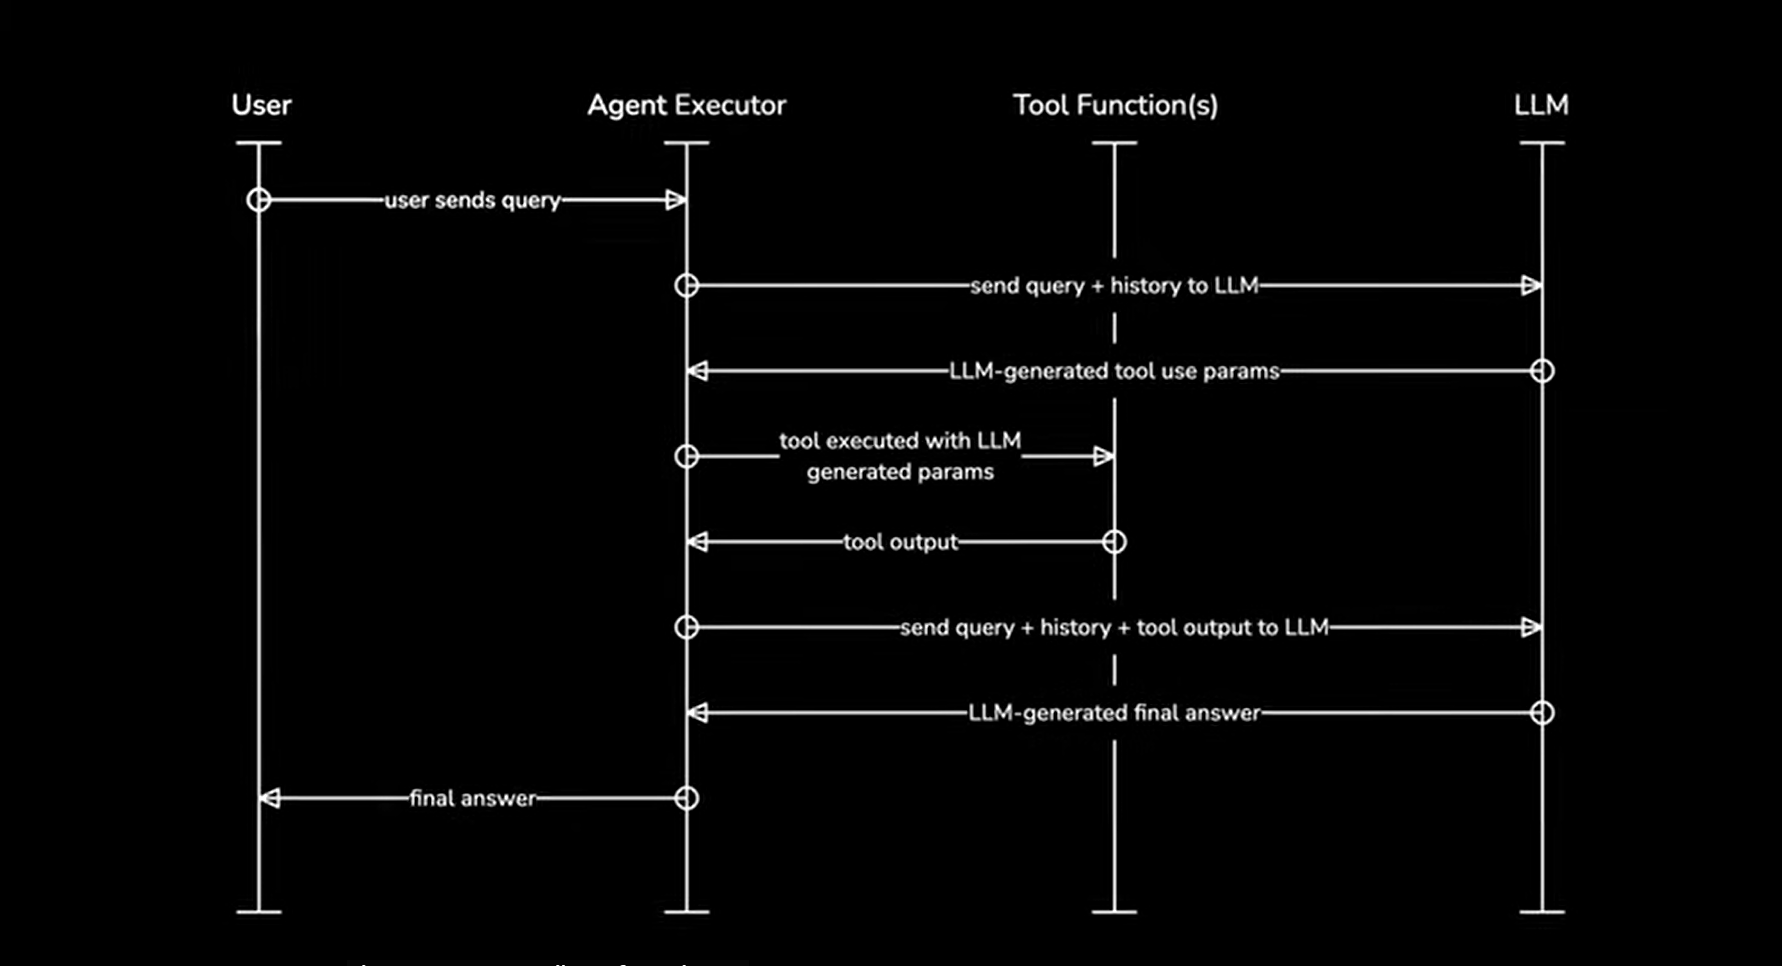 User
Agent Executor
Tool Function(s)
LLM
user sends query
send query + history to LLM
LLM-generated tool use params
tool executed with LLM
generated params
tool output
send query + history + tool output to LLM
LLM-generated final answer
final answer